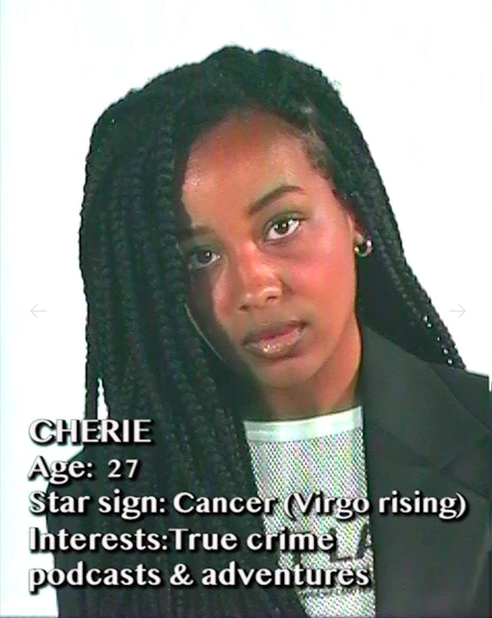 CHERIE
Age: 27
Star sign: Cancer (Virgo rising)
Interests:True crime
podcasts & adventures